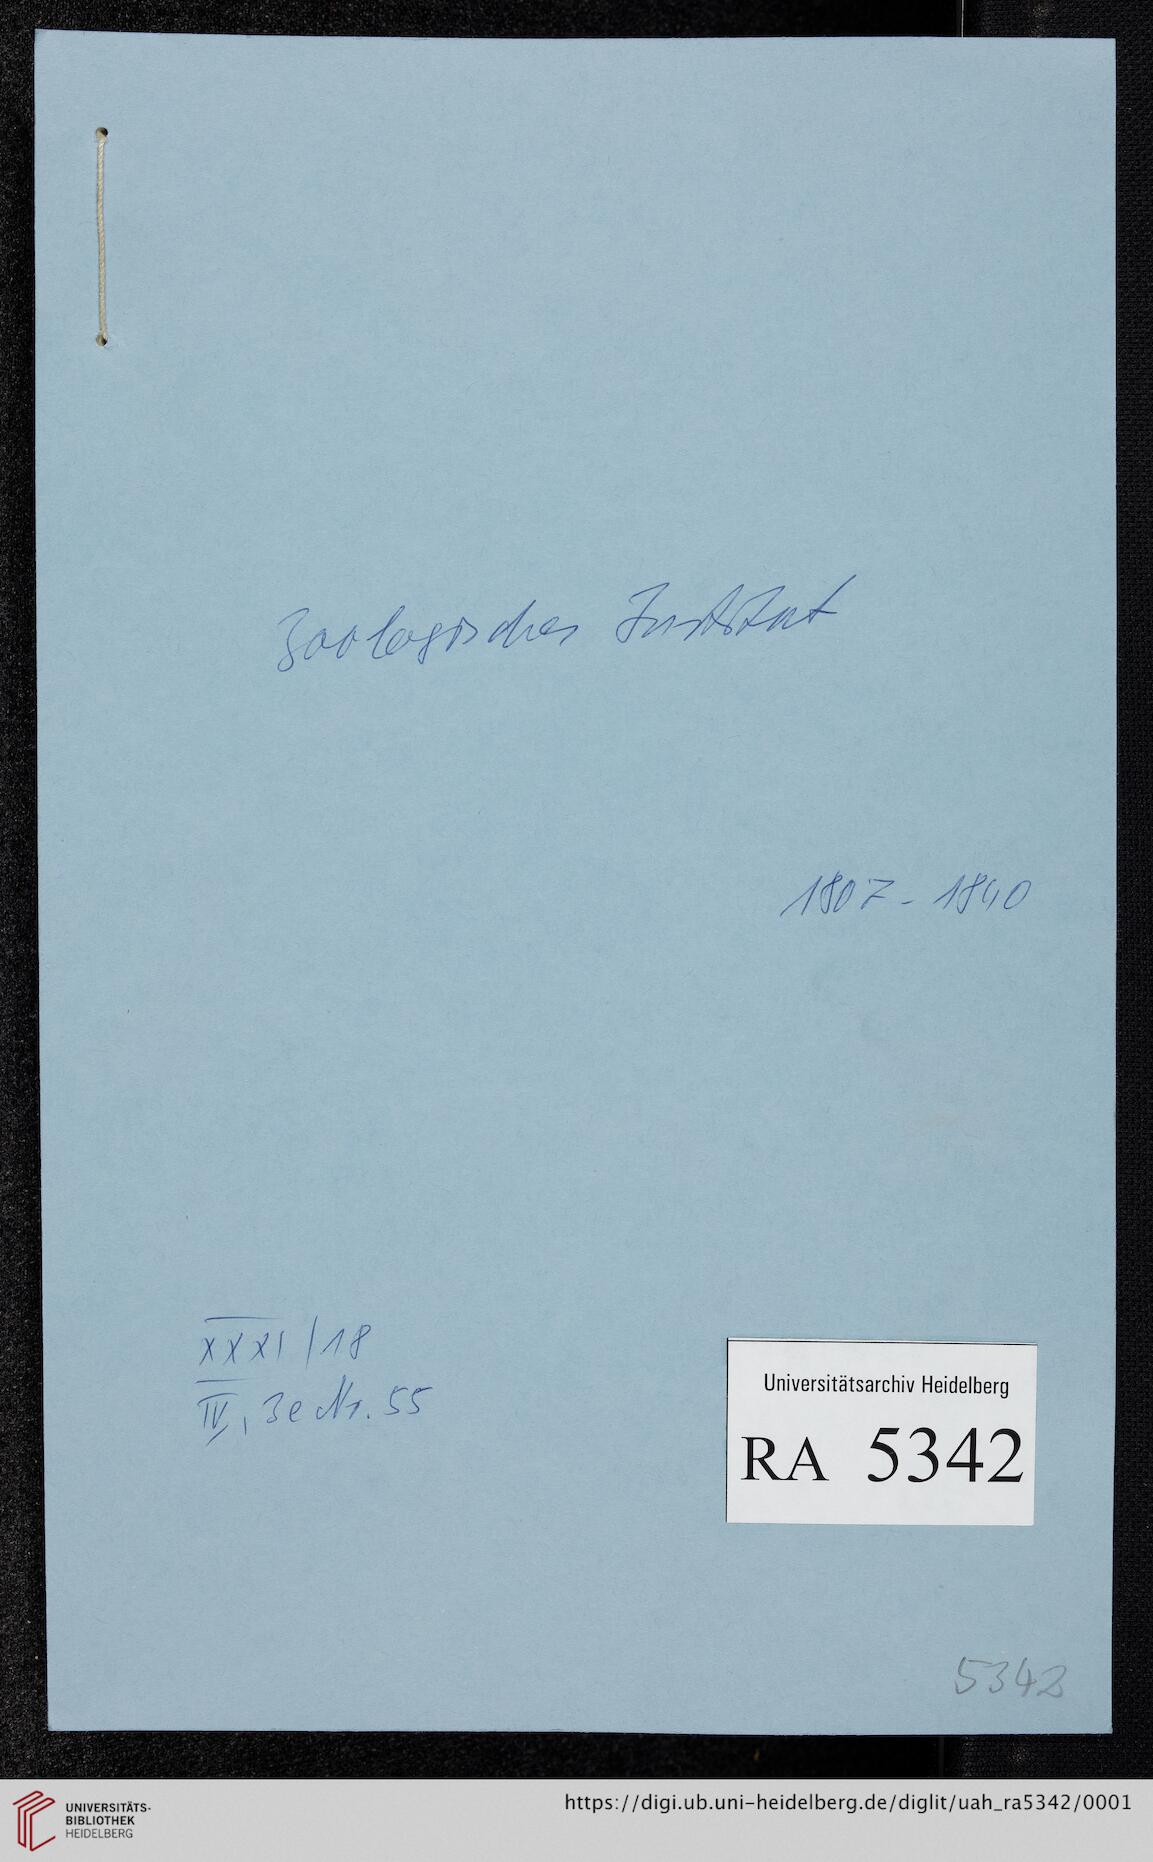 Zoologisches Institut
1807 - 1840
XXXI/18
IV, 3e Nr. 55
Universitätsarchiv Heidelberg
RA 5342
5342
UNIVERSITÄTS-
BIBLIOTHEK
HEIDELBERG
https://digi.ub.uni-heidelberg.de/diglit/uah_ra5342/0001